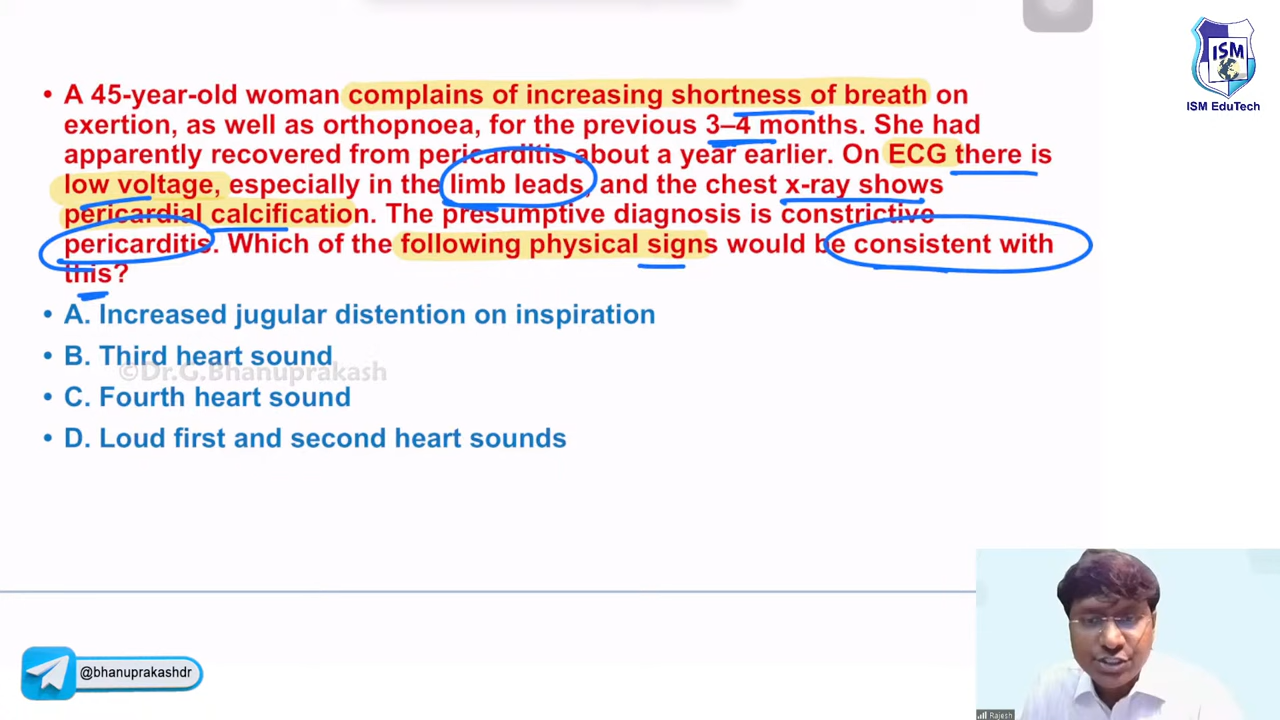 ISM
ISM EduTech
• A 45-year-old woman complains of increasing shortness of breath on
exertion, as well as orthopnoea, for the previous 3–4 months. She had
apparently recovered from pericarditis about a year earlier. On ECG there is
low voltage, especially in the limb leads, and the chest x-ray shows
pericardial calcification. The presumptive diagnosis is constrictive
pericarditis. Which of the following physical signs would be consistent with
this?
• A. Increased jugular distention on inspiration
• B. Third heart sound
©Dr.G.Bhanuprakash
• C. Fourth heart sound
• D. Loud first and second heart sounds
@bhanuprakashdr
Rajesh